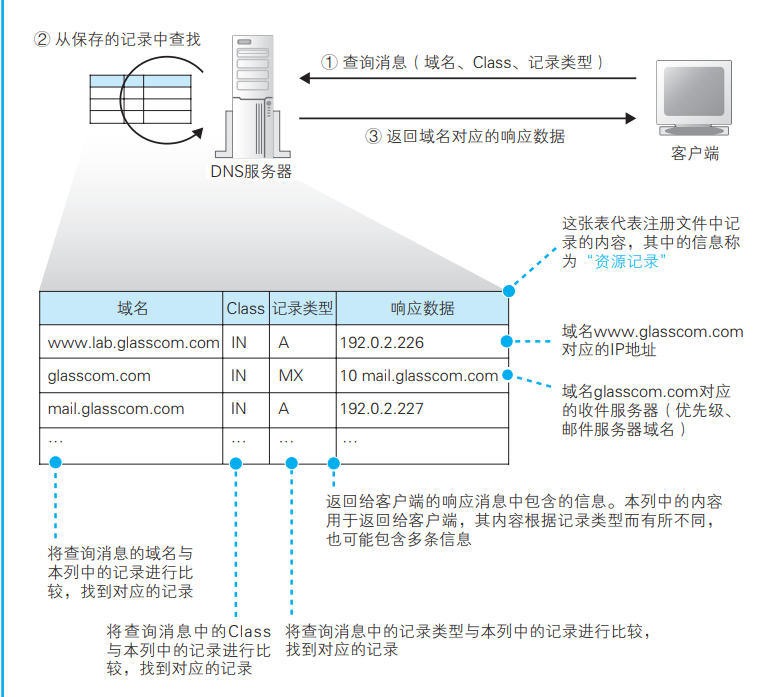 ② 从保存的记录中查找
① 查询消息（域名、Class、记录类型）
③ 返回域名对应的响应数据
DNS服务器
客户端
这张表代表注册文件中记
录的内容，其中的信息称
为“资源记录”
域名 Class 记录类型 响应数据
www.lab.glasscom.com IN A 192.0.2.226
glasscom.com IN MX 10 mail.glasscom.com
mail.glasscom.com IN A 192.0.2.227
… … … …
域名www.glasscom.com
对应的IP地址
域名glasscom.com对应
的收件服务器（优先级、
邮件服务器域名）
返回给客户端的响应消息中包含的信息。本列中的内容
用于返回给客户端，其内容根据记录类型而有所不同，
也可能包含多条信息
将查询消息的域名与
本列中的记录进行比
较，找到对应的记录
将查询消息中的Class
与本列中的记录进行比
较，找到对应的记录
将查询消息中的记录类型与本列中的记录进行比较，
找到对应的记录